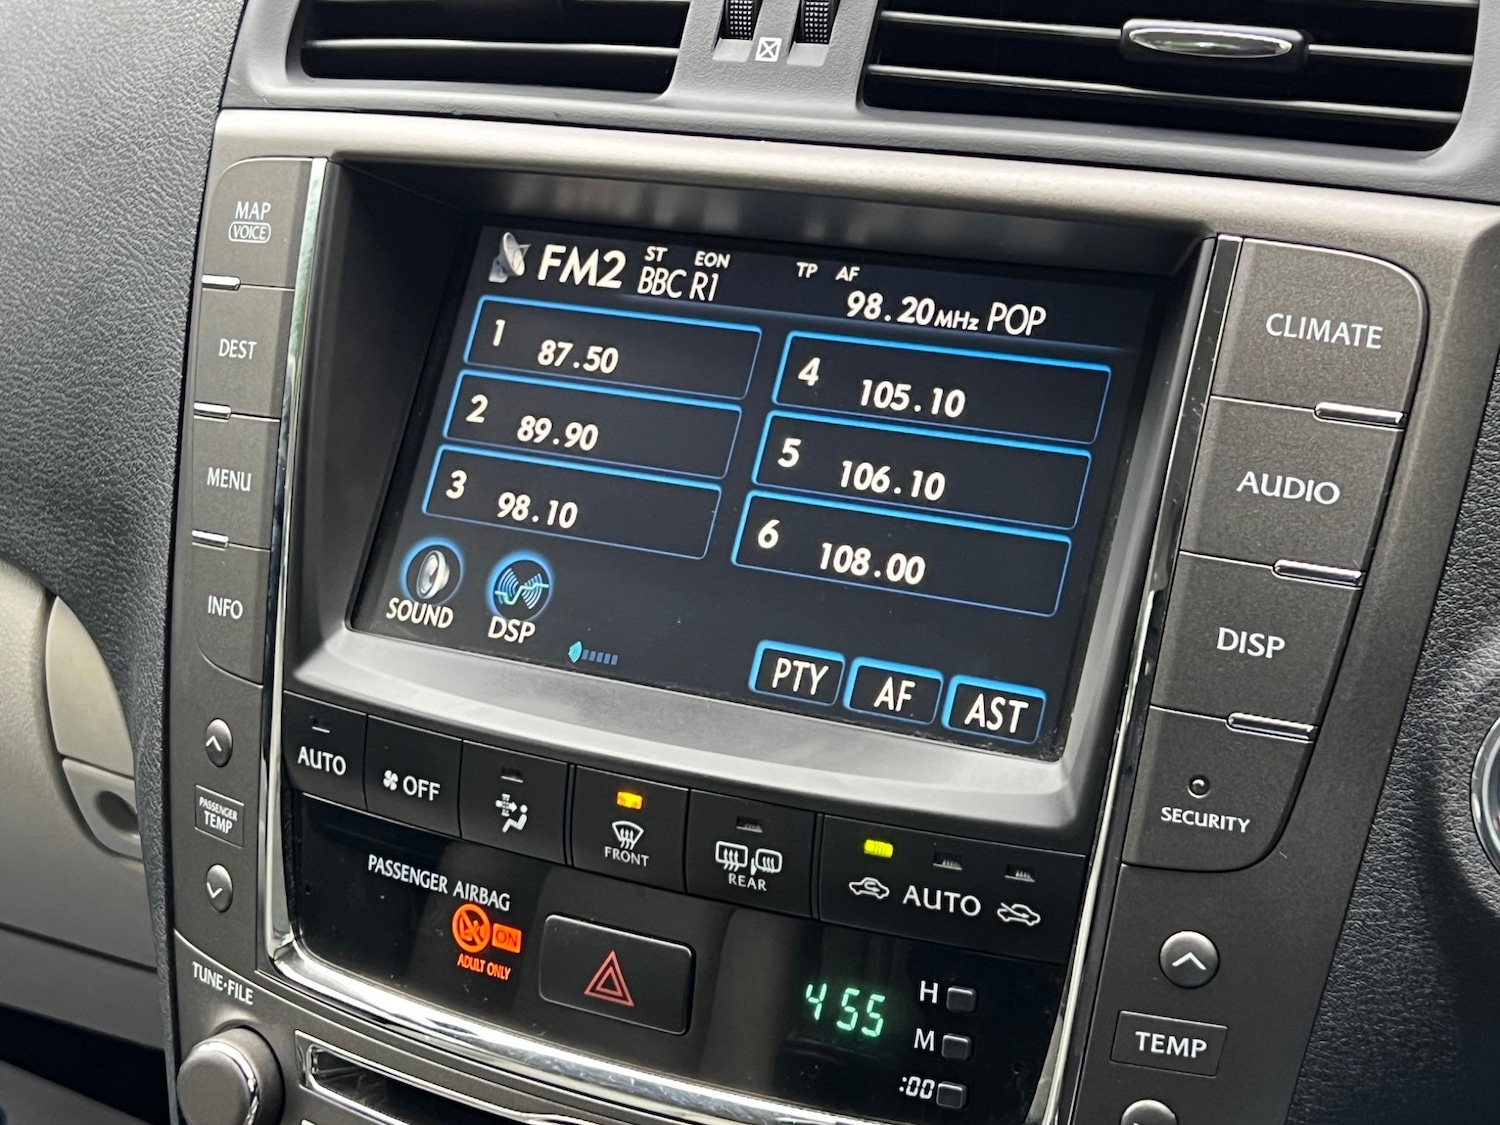 MAP
VOICE
DEST
MENU
INFO
PASSENGER
TEMP
FM2 ST EON TP AF
BBC R1 98.20MHz POP
1 87.50
2 89.90
3 98.10
4 105.10
5 106.10
6 108.00
SOUND
DSP
PTY
AF
AST
CLIMATE
AUDIO
DISP
SECURITY
AUTO
OFF
FRONT
REAR
AUTO
PASSENGER AIRBAG
ON
ADULT ONLY
4 55
H
M
:00
TEMP
TUNE•FILE